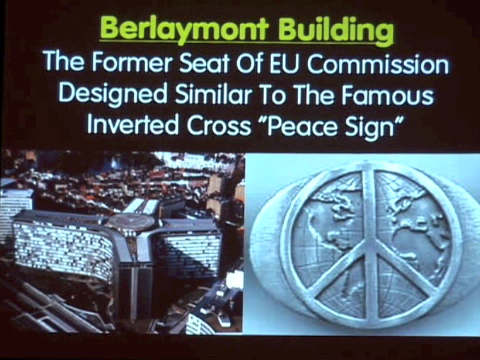 Berlaymont Building
The Former Seat Of EU Commission
Designed Similar To The Famous
Inverted Cross "Peace Sign"